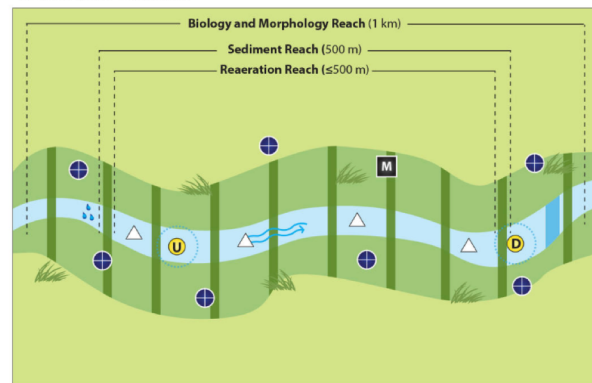 Biology and Morphology Reach (1 km)
Sediment Reach (500 m)
Reaeration Reach (≤500 m)
M
U
D